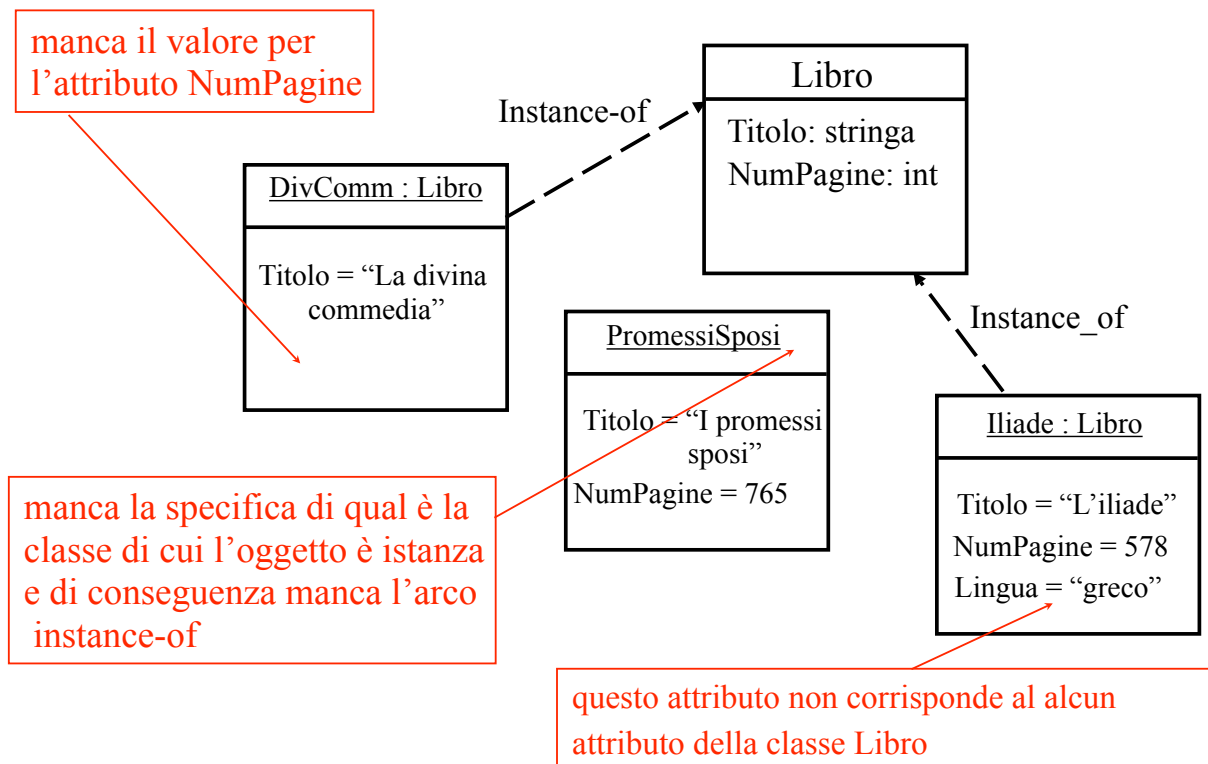 manca il valore per
l’attributo NumPagine
Libro
Titolo: stringa
NumPagine: int
Instance-of
DivComm : Libro
Titolo = “La divina
commedia”
Instance_of
PromessiSposi
Titolo = “I promessi
sposi”
NumPagine = 765
Iliade : Libro
Titolo = “L’iliade”
NumPagine = 578
Lingua = “greco”
manca la specifica di qual è la
classe di cui l’oggetto è istanza
e di conseguenza manca l’arco
instance-of
questo attributo non corrisponde al alcun
attributo della classe Libro